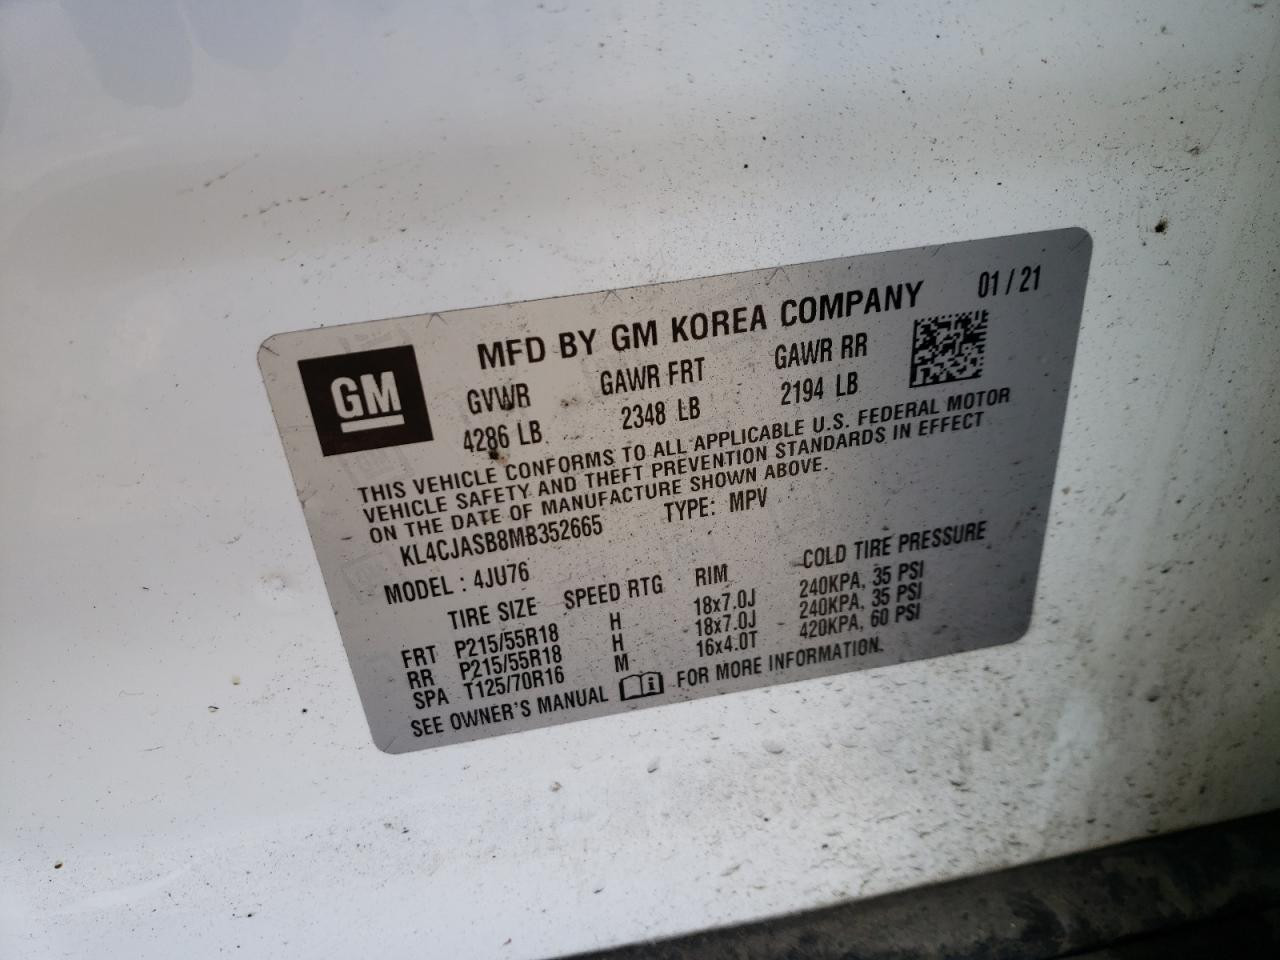 GM
MFD BY GM KOREA COMPANY 01 / 21
GVWR GAWR FRT GAWR RR
4286 LB 2348 LB 2194 LB
THIS VEHICLE CONFORMS TO ALL APPLICABLE U.S. FEDERAL MOTOR
VEHICLE SAFETY AND THEFT PREVENTION STANDARDS IN EFFECT
ON THE DATE OF MANUFACTURE SHOWN ABOVE.
KL4CJASB8MB352665 TYPE: MPV
MODEL : 4JU76
TIRE SIZE SPEED RTG RIM COLD TIRE PRESSURE
FRT P215/55R18 H 18x7.0J 240KPA, 35 PSI
RR P215/55R18 H 18x7.0J 240KPA, 35 PSI
SPA T125/70R16 M 16x4.0T 420KPA, 60 PSI
SEE OWNER'S MANUAL FOR MORE INFORMATION.